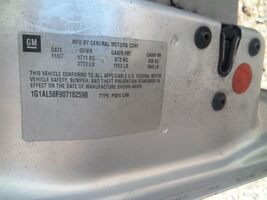 GM
MFD BY GENERAL MOTORS CORP.
DATE GVWR GAWR FRT GAWR RR
11/07 1711 KG 872 KG 839 KG
3772 LB 1923 LB 1849 LB
THIS VEHICLE CONFORMS TO ALL APPLICABLE
U.S. FEDERAL MOTOR VEHICLE SAFETY, BUMPER,
AND THEFT PREVENTION STANDARDS IN EFFECT
ON THE DATE OF MANUFACTURE SHOWN ABOVE.
1G1AL58F987182598
TYPE: PASS CAR